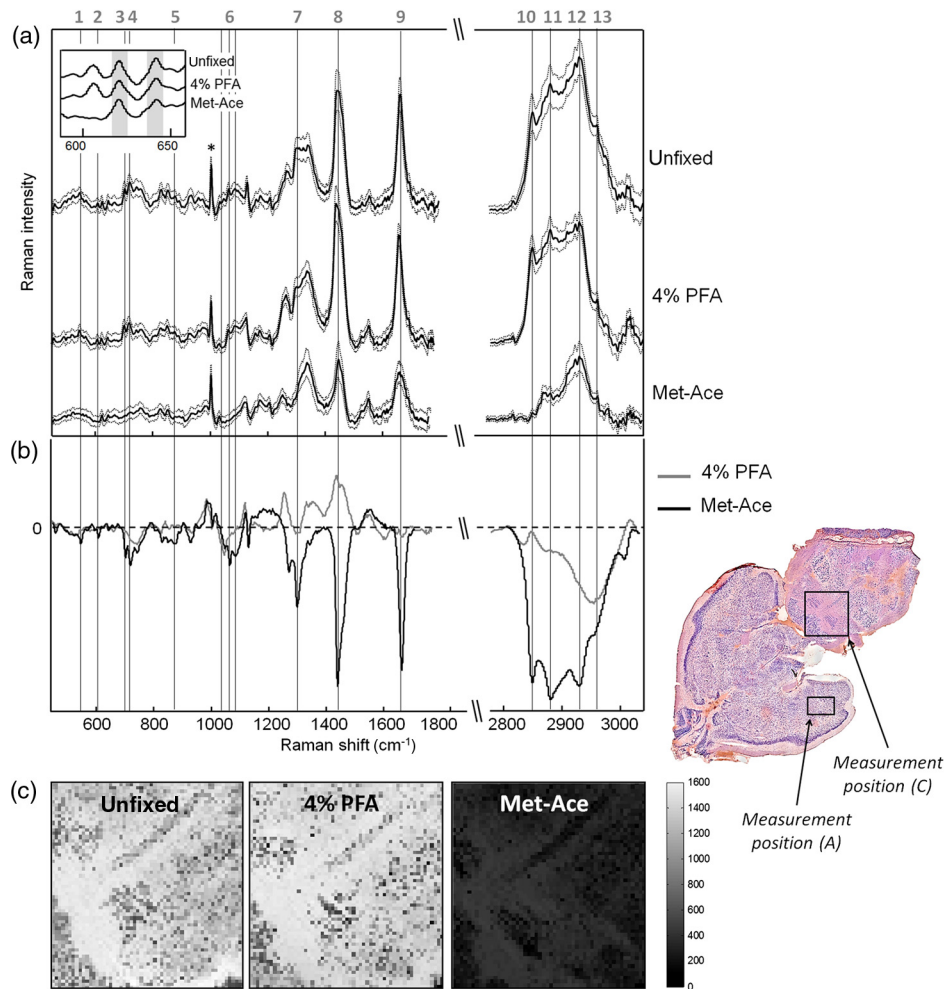 1 2 3 4 5 6 7 8 9 10 11 12 13
(a)
Unfixed
4% PFA
Met-Ace
600 650
*
Raman intensity
Unfixed
4% PFA
Met-Ace
(b)
0
4% PFA
Met-Ace
600 800 1000 1200 1400 1600 1800 2800 2900 3000
Raman shift (cm-1)
Measurement
position (C)
Measurement
position (A)
(c)
Unfixed
4% PFA
Met-Ace
1600
1400
1200
1000
800
600
400
200
0